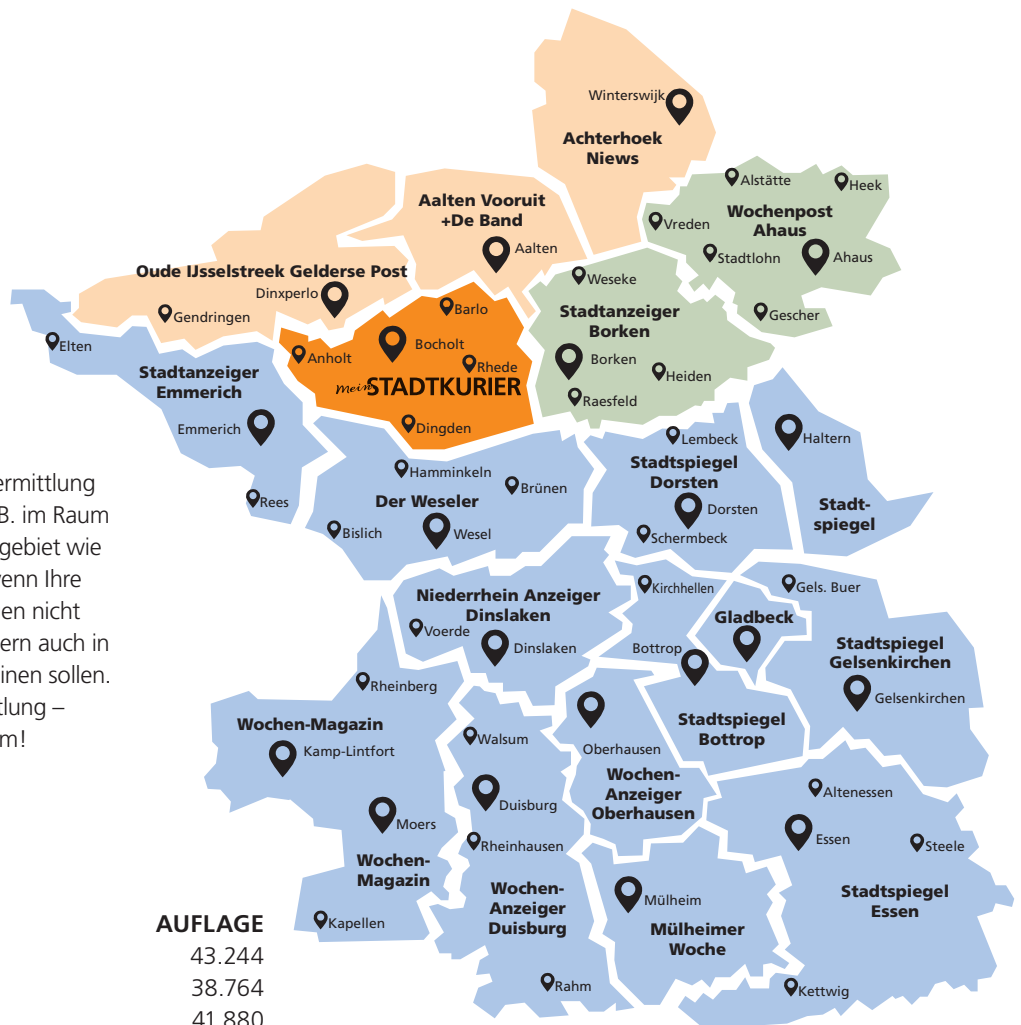 Winterswijk
Achterhoek
Niews
Alstätte
Heek
Vreden
Wochenpost
Ahaus
Stadtlohn
Ahaus
Gescher
Aalten Vooruit
+De Band
Aalten
Oude IJsselstreek Gelderse Post
Dinxperlo
Gendringen
Weseke
Stadtanzeiger
Borken
Borken
Heiden
Raesfeld
Barlo
Bocholt
Anholt
Rhede
mein STADTKURIER
Dingden
Elten
Stadtanzeiger
Emmerich
Emmerich
Rees
Hamminkeln
Der Weseler
Brünen
Bislich
Wesel
Lembeck
Stadtspiegel
Dorsten
Dorsten
Schermbeck
Haltern
Stadt-
spiegel
ermittlung
B. im Raum
gebiet wie
venn Ihre
en nicht
ern auch in
inen sollen.
tlung –
m!
Niederrhein Anzeiger
Dinslaken
Voerde
Dinslaken
Kirchhellen
Bottrop
Gladbeck
Gels. Buer
Stadtspiegel
Gelsenkirchen
Gelsenkirchen
Stadtspiegel
Bottrop
Rheinberg
Wochen-Magazin
Kamp-Lintfort
Moers
Wochen-
Magazin
Kapellen
Walsum
Duisburg
Rheinhausen
Wochen-
Anzeiger
Duisburg
Rahm
Oberhausen
Wochen-
Anzeiger
Oberhausen
Mülheim
Mülheimer
Woche
Altenessen
Essen
Steele
Stadtspiegel
Essen
Kettwig
AUFLAGE
43.244
38.764
41.880